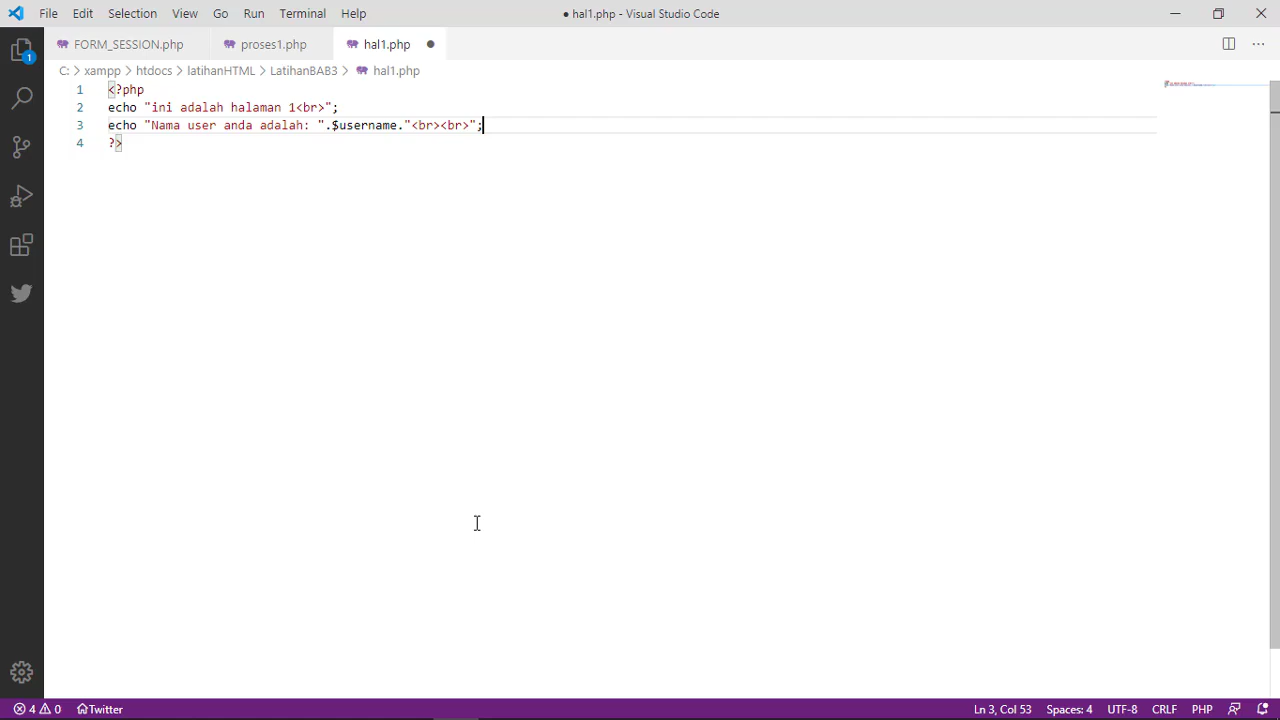 File Edit Selection View Go Run Terminal Help
● hal1.php - Visual Studio Code
FORM_SESSION.php
proses1.php
hal1.php ●
C: > xampp > htdocs > latihanHTML > LatihanBAB3 > hal1.php
1 <?php
2 echo "ini adalah halaman 1<br>";
3 echo "Nama user anda adalah: ".$username."<br><br>";
4 ?>
1
4 0 Twitter
Ln 3, Col 53 Spaces: 4 UTF-8 CRLF PHP